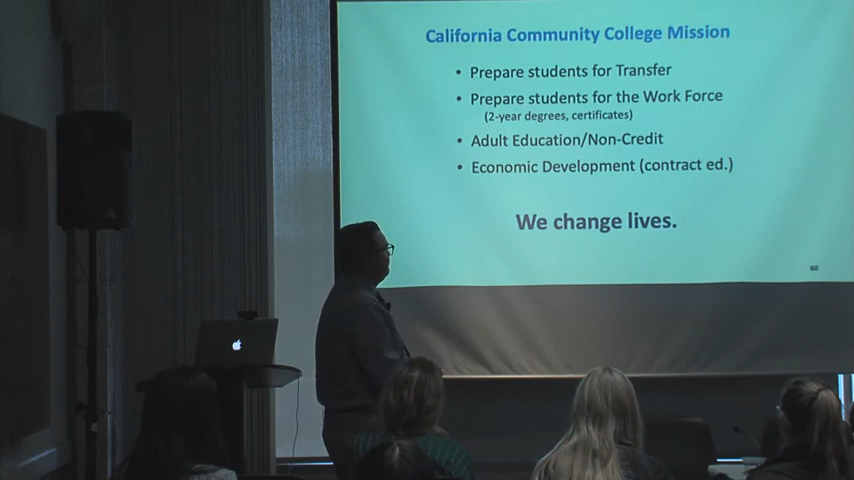 California Community College Mission
• Prepare students for Transfer
• Prepare students for the Work Force
(2-year degrees, certificates)
• Adult Education/Non-Credit
• Economic Development (contract ed.)
We change lives.
60